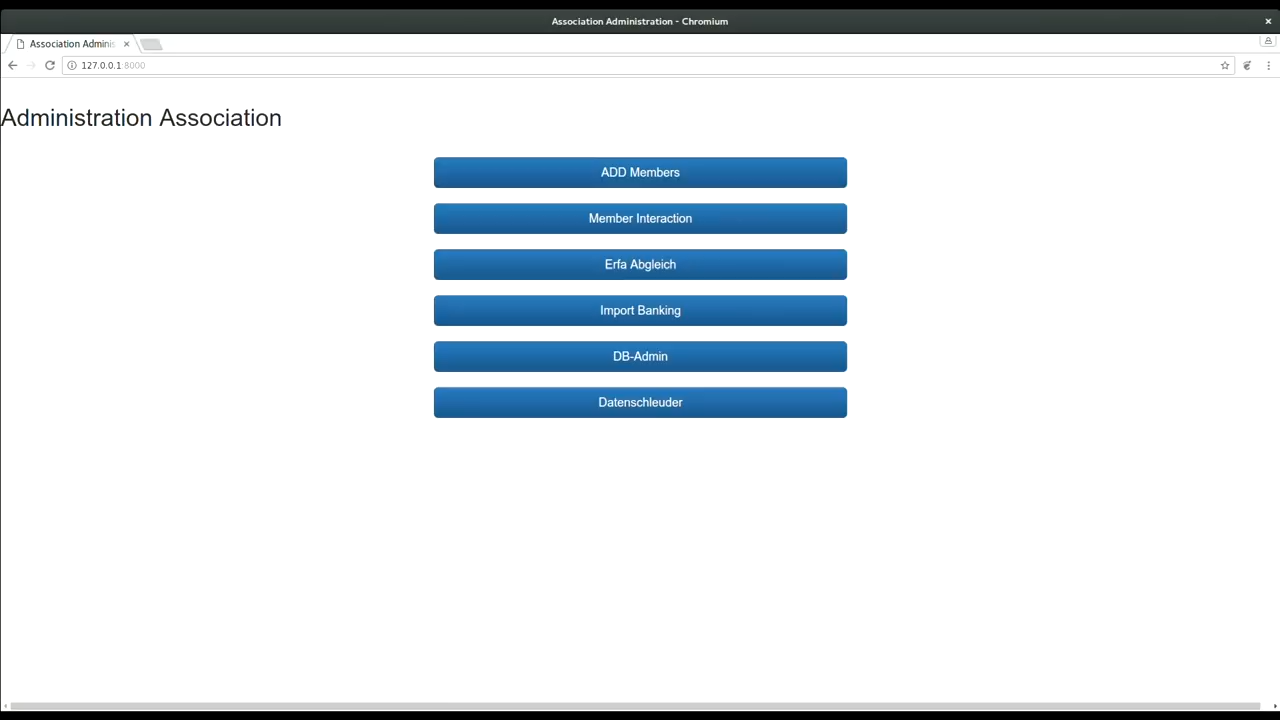 Association Administration - Chromium
Association Adminis
127.0.0.1:8000
Administration Association
ADD Members
Member Interaction
Erfa Abgleich
Import Banking
DB-Admin
Datenschleuder